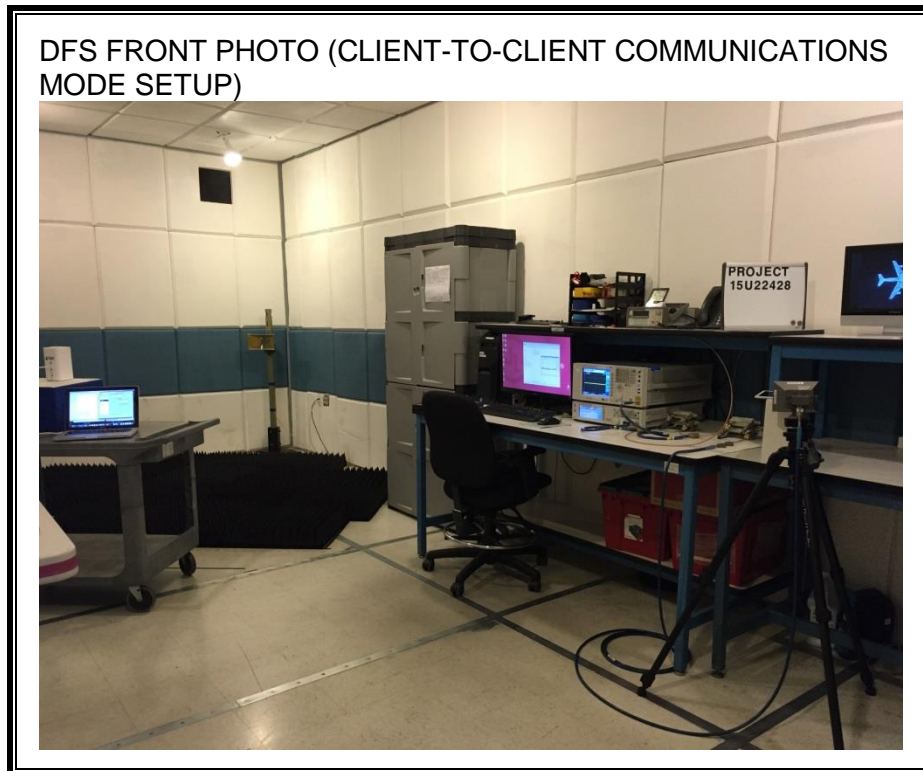 DFS FRONT PHOTO (CLIENT-TO-CLIENT COMMUNICATIONS
MODE SETUP)
PROJECT
15U22428